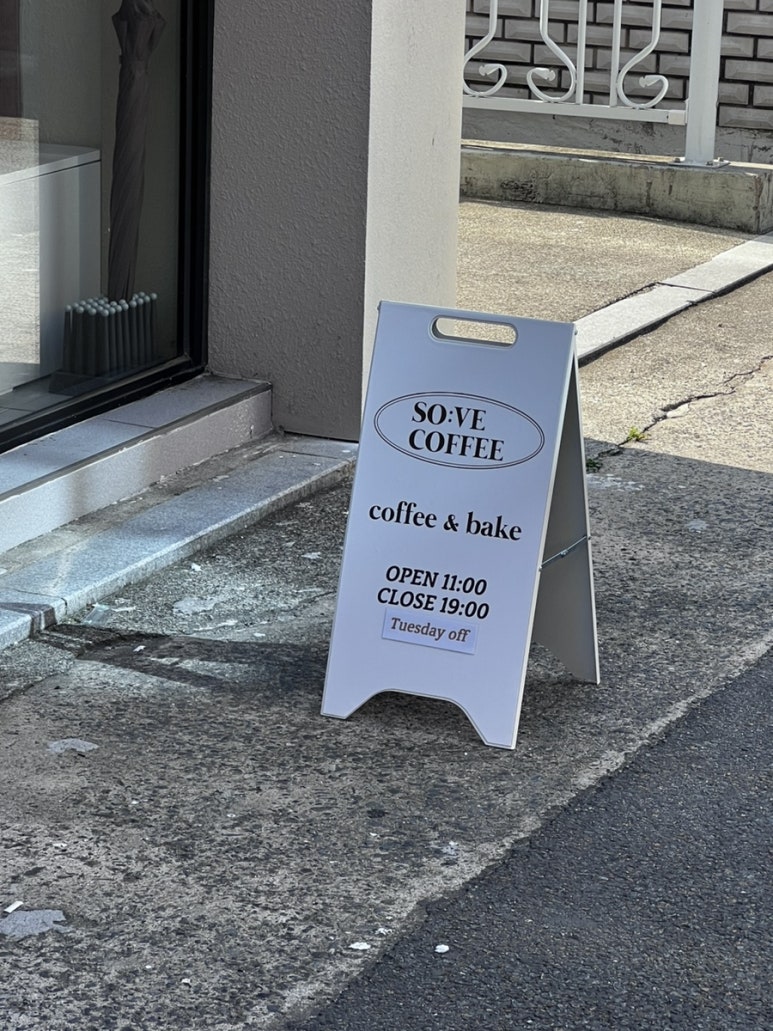 SO:VE
COFFEE
coffee & bake
OPEN 11:00
CLOSE 19:00
Tuesday off